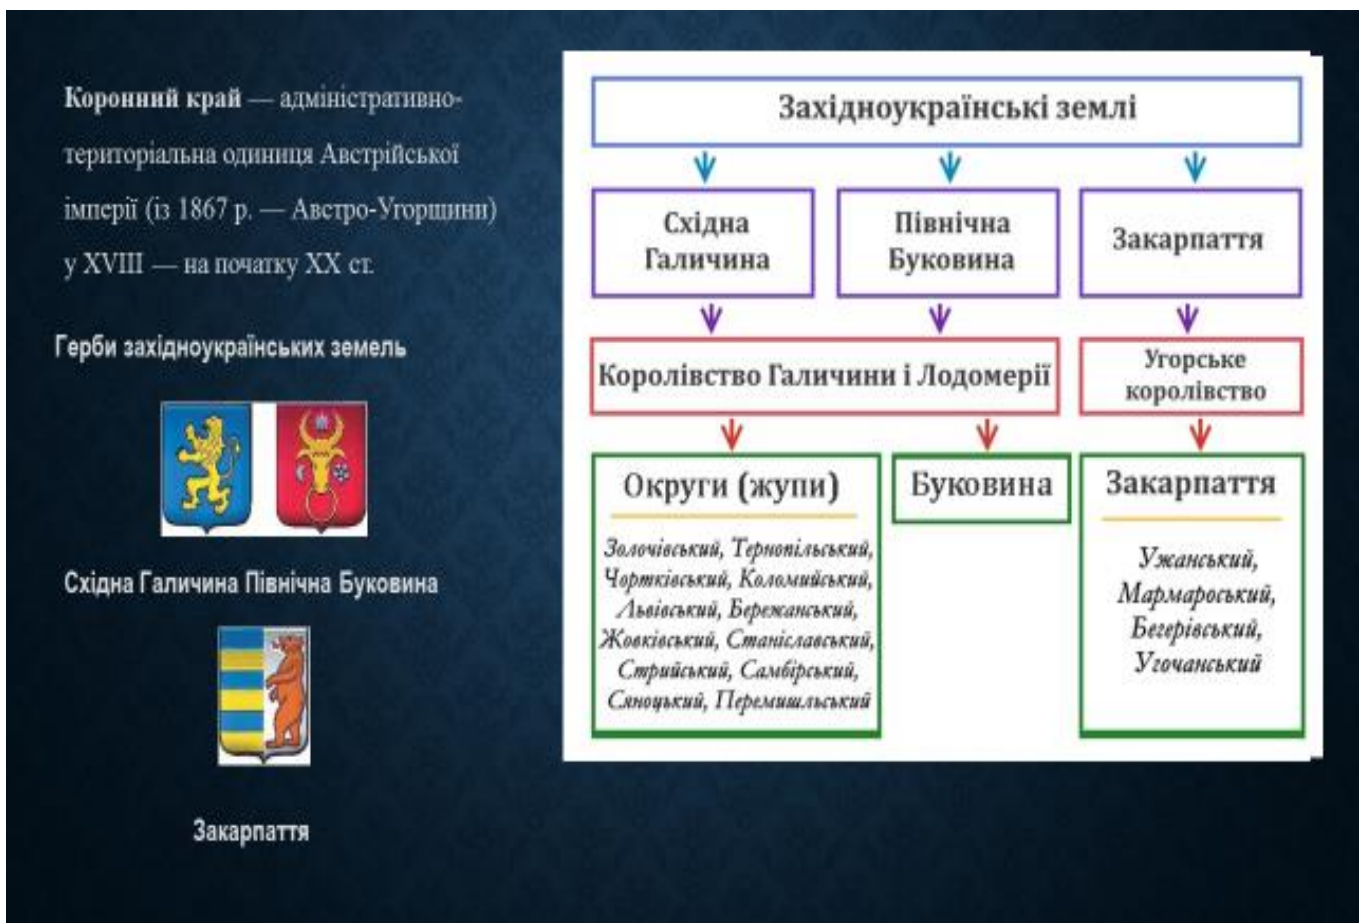 Коронний край — адміністративно-
територіальна одиниця Австрійської
імперії (із 1867 р. — Австро-Угорщини)
у XVIII — на початку XX ст.
Герби західноукраїнських земель
Східна Галичина Північна Буковина
Закарпаття
Західноукраїнські землі
Східна
Галичина
Північна
Буковина
Закарпаття
Королівство Галичини і Лодомерії
Угорське
королівство
Округи (жупи)
Золочівський, Тернопільський,
Чортківський, Коломийський,
Львівський, Бережанський,
Жовківський, Станіславський,
Стрийський, Самбірський,
Сяноцький, Перемишльський
Буковина
Закарпаття
Ужанський,
Мармароський,
Бегерівський,
Угочанський